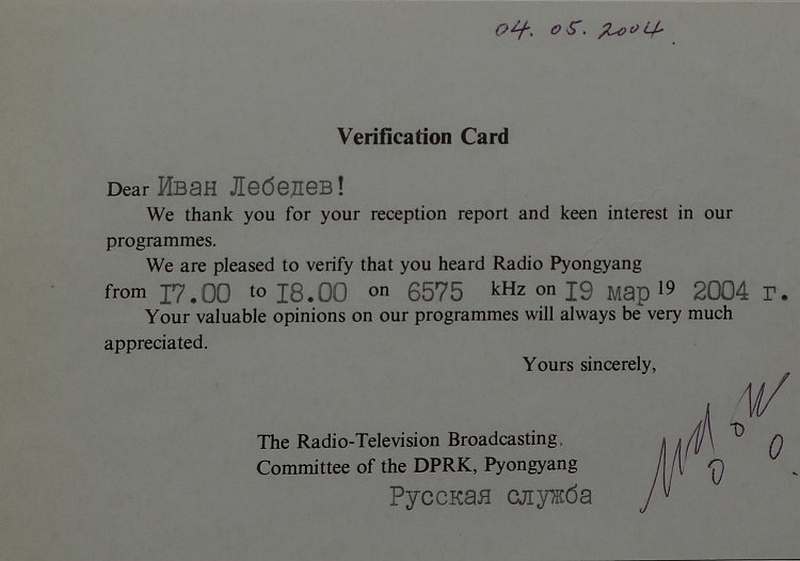 04. 05. 2004
Verification Card
Dear Иван Лебедев!
We thank you for your reception report and keen interest in our
programmes.
We are pleased to verify that you heard Radio Pyongyang
from 17.00 to 18.00 on 6575 kHz on 19 мар 19 2004 г.
Your valuable opinions on our programmes will always be very much
appreciated.
Yours sincerely,
The Radio-Television Broadcasting
Committee of the DPRK, Pyongyang
Русская служба